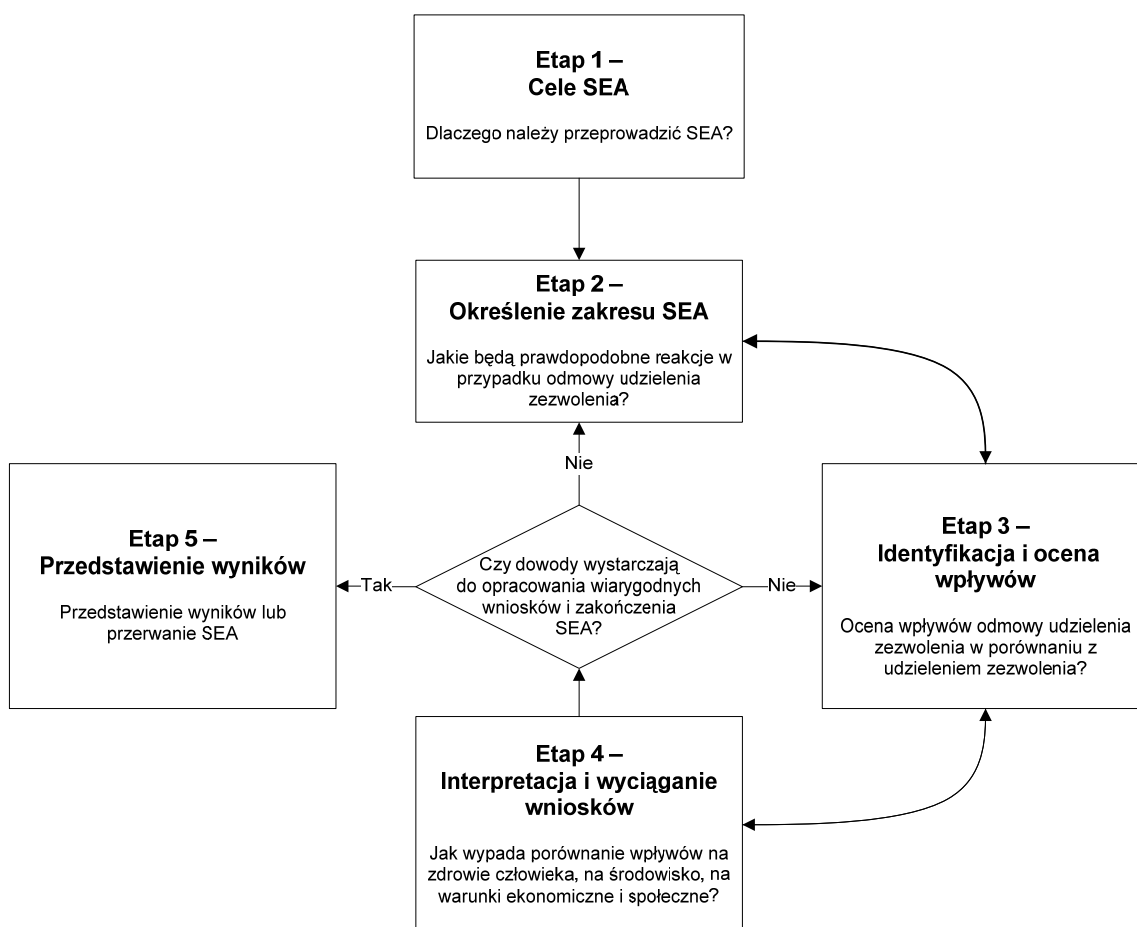 Etap 1 –
Cele SEA
Dlaczego należy przeprowadzić SEA?
Etap 2 –
Określenie zakresu SEA
Jakie będą prawdopodobne reakcje w
przypadku odmowy udzielenia
zezwolenia?
Nie
Etap 5 –
Przedstawienie wyników
Przedstawienie wyników lub
przerwanie SEA
Tak
Czy dowody wystarczają
do opracowania wiarygodnych
wniosków i zakończenia
SEA?
Nie
Etap 3 –
Identyfikacja i ocena
wpływów
Ocena wpływów odmowy udzielenia
zezwolenia w porównaniu z
udzieleniem zezwolenia?
Etap 4 –
Interpretacja i wyciąganie
wniosków
Jak wypada porównanie wpływów na
zdrowie człowieka, na środowisko, na
warunki ekonomiczne i społeczne?